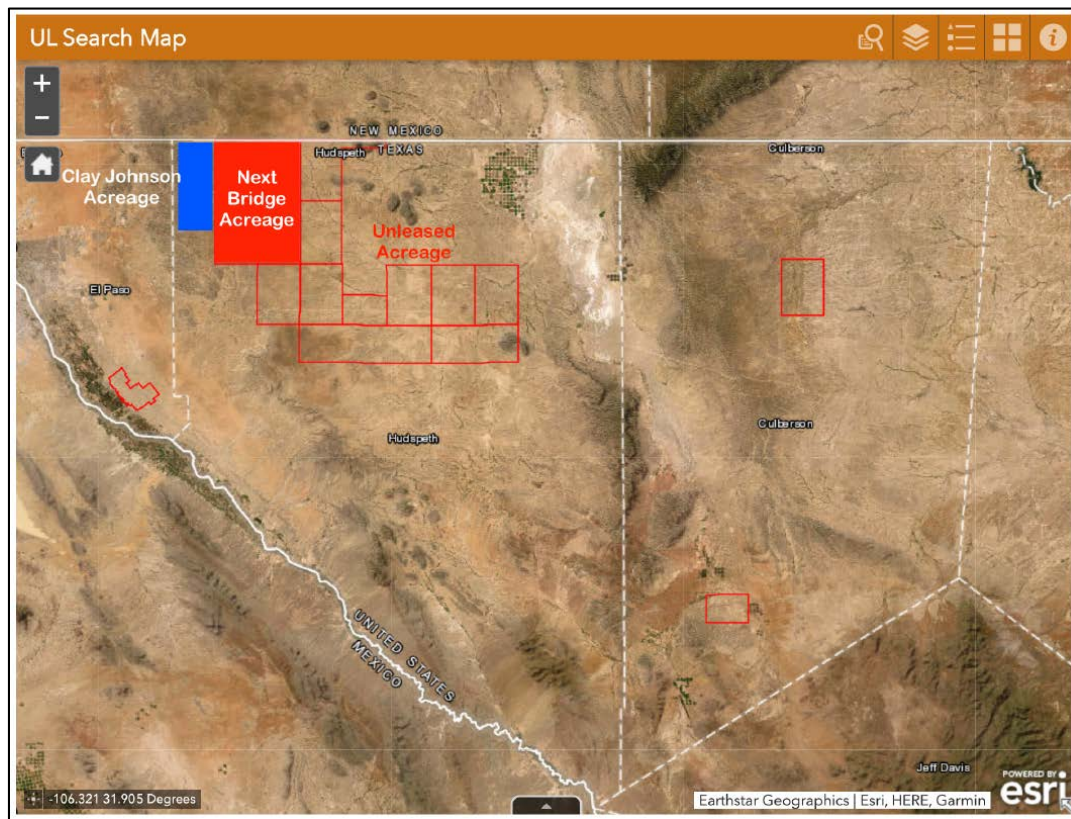 UL Search Map
+
−
NEW MEXICO
TEXAS
Hudspeth
Culberson
Clay Johnson
Acreage
Next
Bridge
Acreage
Unleased
Acreage
El Paso
Hudspeth
Culberson
UNITED STATES
MEXICO
Jeff Davis
-106.321 31.905 Degrees
Earthstar Geographics | Esri, HERE, Garmin
POWERED BY
esri